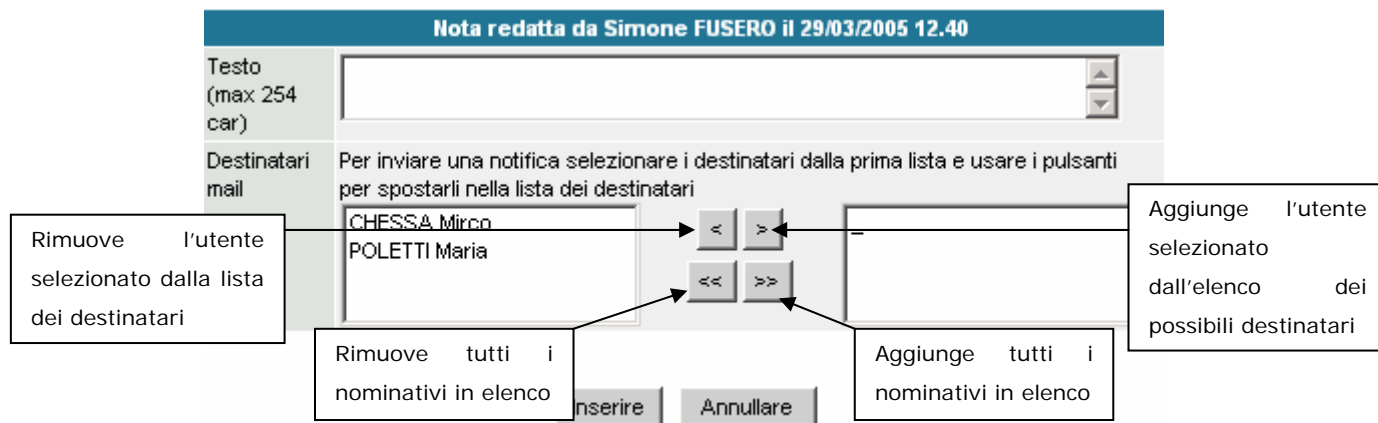 Nota redatta da Simone FUSERO il 29/03/2005 12.40
Testo
(max 254
car)
Destinatari
mail
Per inviare una notifica selezionare i destinatari dalla prima lista e usare i pulsanti
per spostarli nella lista dei destinatari
CHESSA Mirco
POLETTI Maria
< >
<< >>
Rimuove l'utente
selezionato dalla lista
dei destinatari
Aggiunge l'utente
selezionato
dall'elenco dei
possibili destinatari
Rimuove tutti i
nominativi in elenco
Aggiunge tutti i
nominativi in elenco
Inserire
Annullare